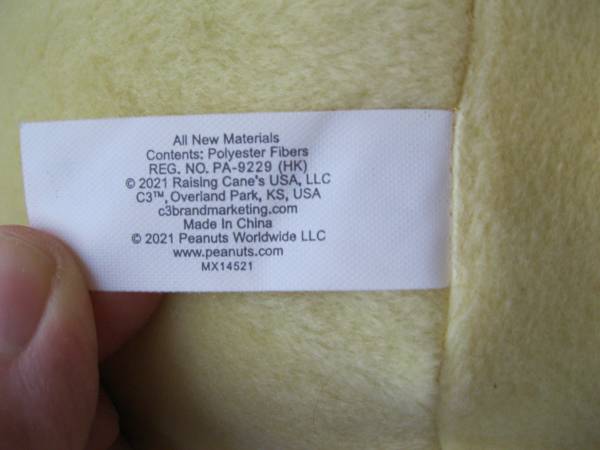 All New Materials
Contents: Polyester Fibers
REG. NO. PA-9229 (HK)
© 2021 Raising Cane's USA, LLC
C3™, Overland Park, KS, USA
c3brandmarketing.com
Made In China
© 2021 Peanuts Worldwide LLC
www.peanuts.com
MX14521